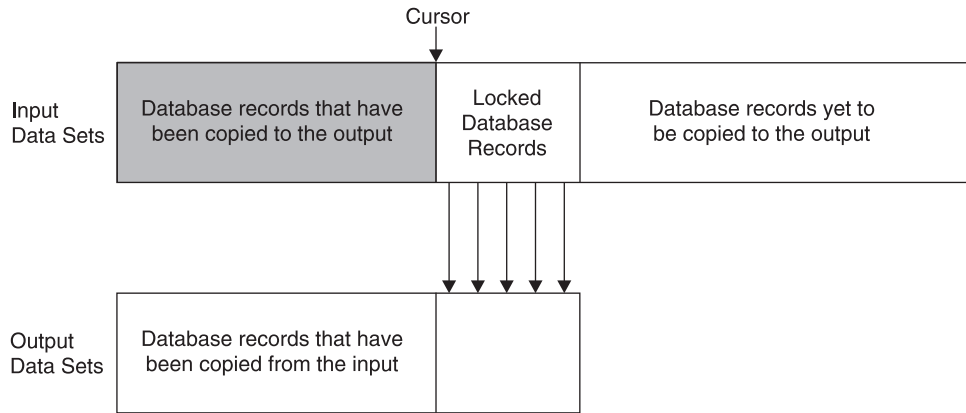 Cursor
Input
Data Sets
Database records that have
been copied to the output
Locked
Database
Records
Database records yet to
be copied to the output
Output
Data Sets
Database records that have
been copied from the input